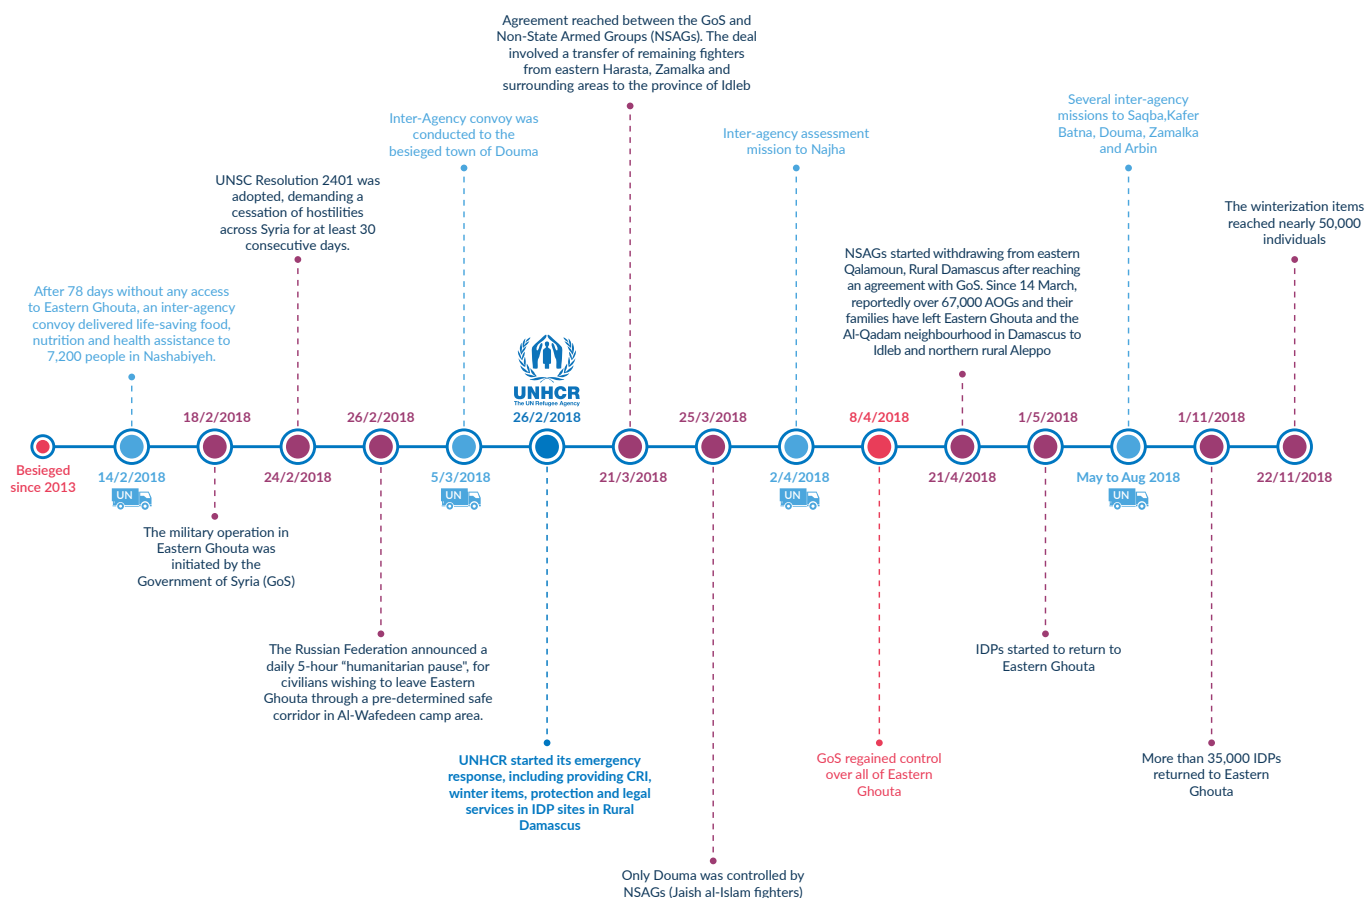 Besieged
since 2013
After 78 days without any access
to Eastern Ghouta, an inter-agency
convoy delivered life-saving food,
nutrition and health assistance to
7,200 people in Nashabiyeh.
14/2/2018
UN
18/2/2018
The military operation in
Eastern Ghouta was
initiated by the
Government of Syria (GoS)
UNSC Resolution 2401 was
adopted, demanding a
cessation of hostilities
across Syria for at least 30
consecutive days.
24/2/2018
26/2/2018
The Russian Federation announced a
daily 5-hour “humanitarian pause”, for
civilians wishing to leave Eastern
Ghouta through a pre-determined safe
corridor in Al-Wafedeen camp area.
Inter-Agency convoy was
conducted to the
besieged town of Douma
5/3/2018
UN
UNHCR
The UN Refugee Agency
26/2/2018
UNHCR started its emergency
response, including providing CRI,
winter items, protection and legal
services in IDP sites in Rural
Damascus
Agreement reached between the GoS and
Non-State Armed Groups (NSAGs). The deal
involved a transfer of remaining fighters
from eastern Harasta, Zamalka and
surrounding areas to the province of Idleb
21/3/2018
25/3/2018
Only Douma was controlled by
NSAGs (Jaish al-Islam fighters)
Inter-agency assessment
mission to Najha
2/4/2018
UN
8/4/2018
GoS regained control
over all of Eastern
Ghouta
NSAGs started withdrawing from eastern
Qalamoun, Rural Damascus after reaching
an agreement with GoS. Since 14 March,
reportedly over 67,000 AOGs and their
families have left Eastern Ghouta and the
Al-Qadam neighbourhood in Damascus to
Idleb and northern rural Aleppo
21/4/2018
1/5/2018
IDPs started to return to
Eastern Ghouta
Several inter-agency
missions to Saqba,Kafer
Batna, Douma, Zamalka
and Arbin
May to Aug 2018
UN
1/11/2018
More than 35,000 IDPs
returned to Eastern
Ghouta
The winterization items
reached nearly 50,000
individuals
22/11/2018